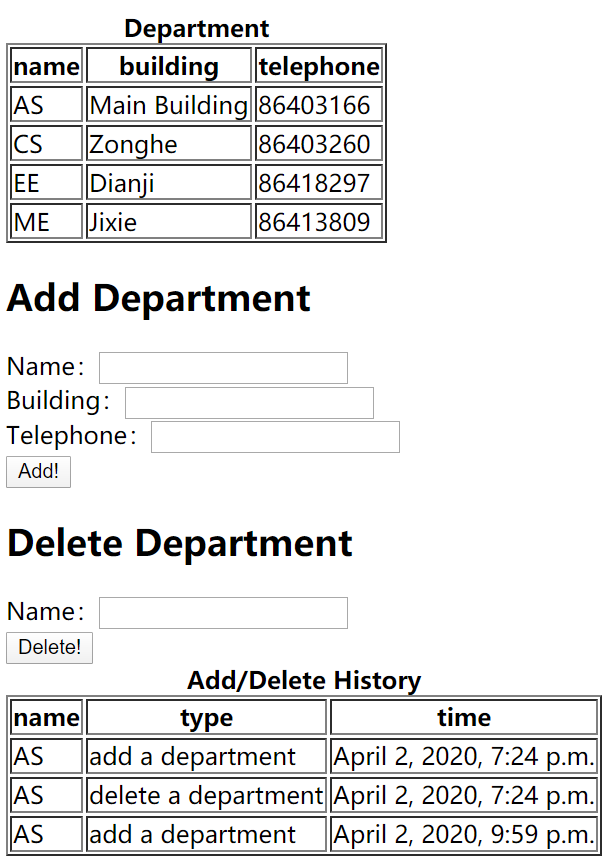 Department
name building telephone
AS Main Building 86403166
CS Zonghe 86403260
EE Dianji 86418297
ME Jixie 86413809
Add Department
Name：
Building：
Telephone：
Add!
Delete Department
Name：
Delete!
Add/Delete History
name type time
AS add a department April 2, 2020, 7:24 p.m.
AS delete a department April 2, 2020, 7:24 p.m.
AS add a department April 2, 2020, 9:59 p.m.